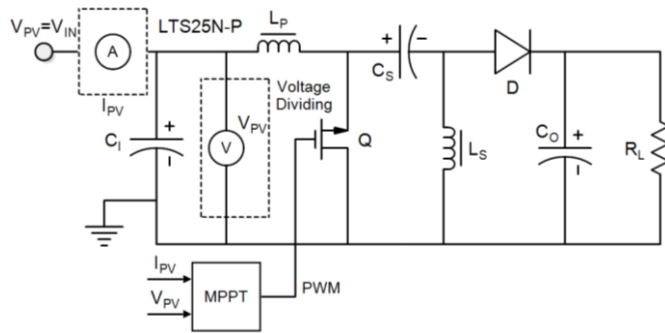 V_PV=V_IN
LTS25N-P
A
I_PV
L_P
+ −
C_S
D
Voltage
Dividing
V_PV
V
C_I
+
−
Q
L_S
C_O
+
−
R_L
I_PV
V_PV
MPPT
PWM